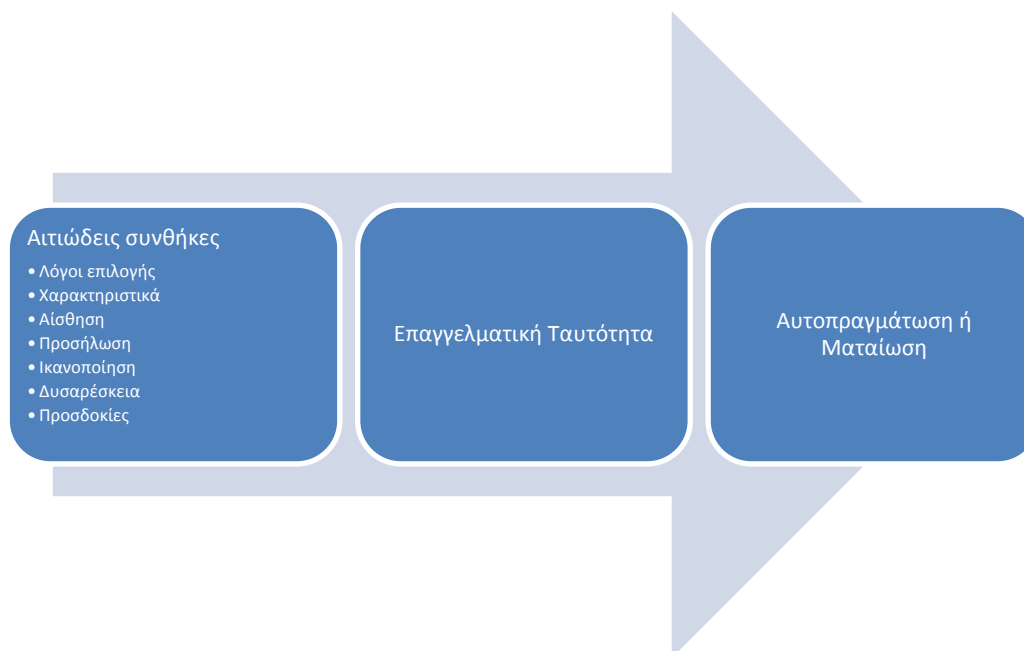 Αιτιώδεις συνθήκες
• Λόγοι επιλογής
• Χαρακτηριστικά
• Αίσθηση
• Προσήλωση
• Ικανοποίηση
• Δυσαρέσκεια
• Προσδοκίες
Επαγγελματική Ταυτότητα
Αυτοπραγμάτωση ή
Ματαίωση